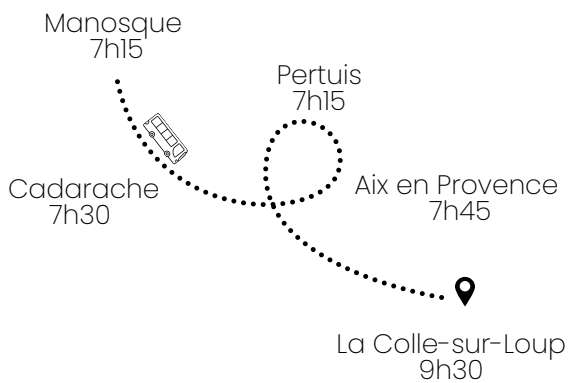 Manosque
7h15
Pertuis
7h15
Cadarache
7h30
Aix en Provence
7h45
La Colle-sur-Loup
9h30